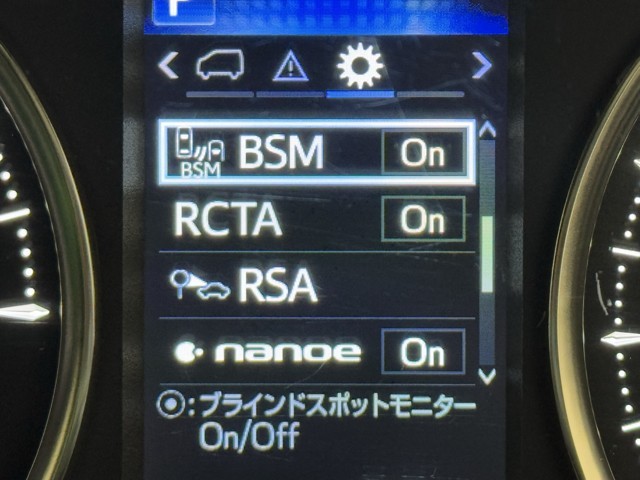 P
BSM BSM On
RCTA On
RSA
nanoe On
◎:ブラインドスポットモニター
On/Off